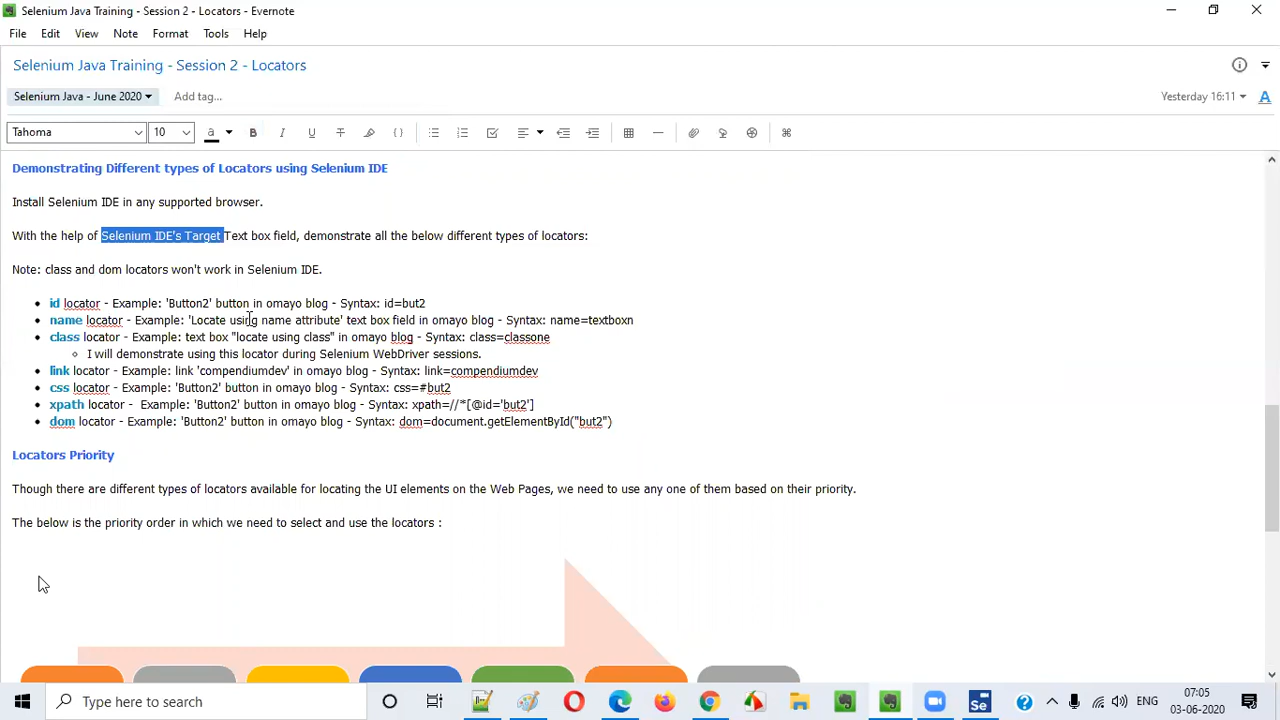 Selenium Java Training - Session 2 - Locators - Evernote
File Edit View Note Format Tools Help
Selenium Java Training - Session 2 - Locators
Selenium Java - June 2020 Add tag... Yesterday 16:11
Tahoma 10
Demonstrating Different types of Locators using Selenium IDE
Install Selenium IDE in any supported browser.
With the help of Selenium IDE's Target Text box field, demonstrate all the below different types of locators:
Note: class and dom locators won't work in Selenium IDE.
id locator - Example: 'Button2' button in omayo blog - Syntax: id=but2
name locator - Example: 'Locate using name attribute' text box field in omayo blog - Syntax: name=textboxn
class locator - Example: text box "locate using class" in omayo blog - Syntax: class=classone
I will demonstrate using this locator during Selenium WebDriver sessions.
link locator - Example: link 'compendiumdev' in omayo blog - Syntax: link=compendiumdev
css locator - Example: 'Button2' button in omayo blog - Syntax: css=#but2
xpath locator - Example: 'Button2' button in omayo blog - Syntax: xpath=//*[@id='but2']
dom locator - Example: 'Button2' button in omayo blog - Syntax: dom=document.getElementById("but2")
Locators Priority
Though there are different types of locators available for locating the UI elements on the Web Pages, we need to use any one of them based on their priority.
The below is the priority order in which we need to select and use the locators :
Type here to search Se ENG 07:05
03-06-2020